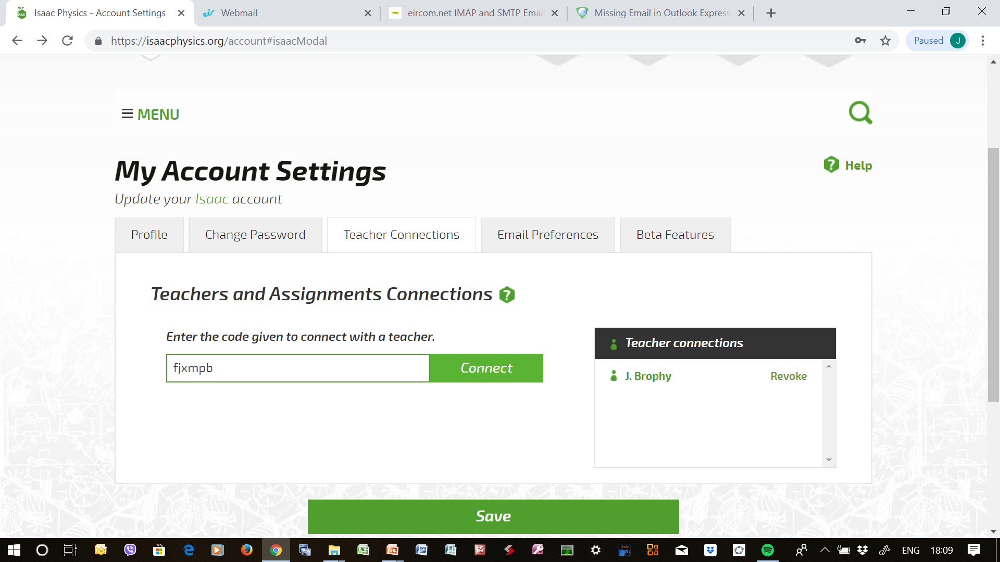 Isaac Physics - Account Settings
Webmail
eircom.net IMAP and SMTP Emai
Missing Email in Outlook Express
https://isaacphysics.org/account#isaacModal
Paused
J
MENU
My Account Settings
Help
Update your Isaac account
Profile
Change Password
Teacher Connections
Email Preferences
Beta Features
Teachers and Assignments Connections
Enter the code given to connect with a teacher.
fjxmpb
Connect
Teacher connections
J. Brophy
Revoke
Save
ENG
18:09